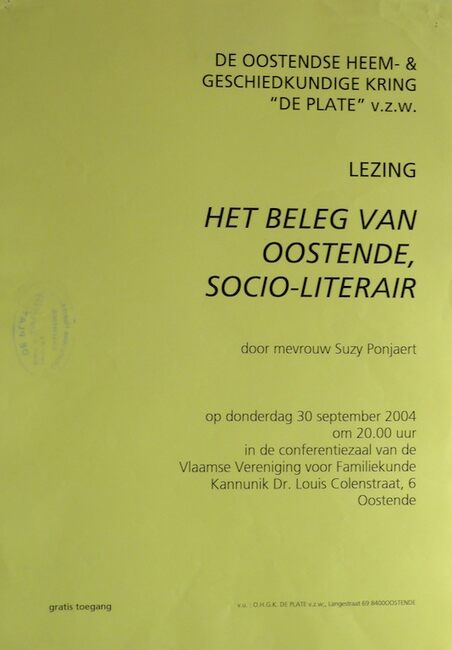 DE OOSTENDSE HEEM- &
GESCHIEDKUNDIGE KRING
"DE PLATE" v.z.w.
LEZING
HET BELEG VAN
OOSTENDE,
SOCIO-LITERAIR
door mevrouw Suzy Ponjaert
op donderdag 30 september 2004
om 20.00 uur
in de conferentiezaal van de
Vlaamse Vereniging voor Familiekunde
Kannunik Dr. Louis Colenstraat, 6
Oostende
gratis toegang
v.u. : O.H.G.K. DE PLATE v.z.w., Langestraat 69 8400OOSTENDE